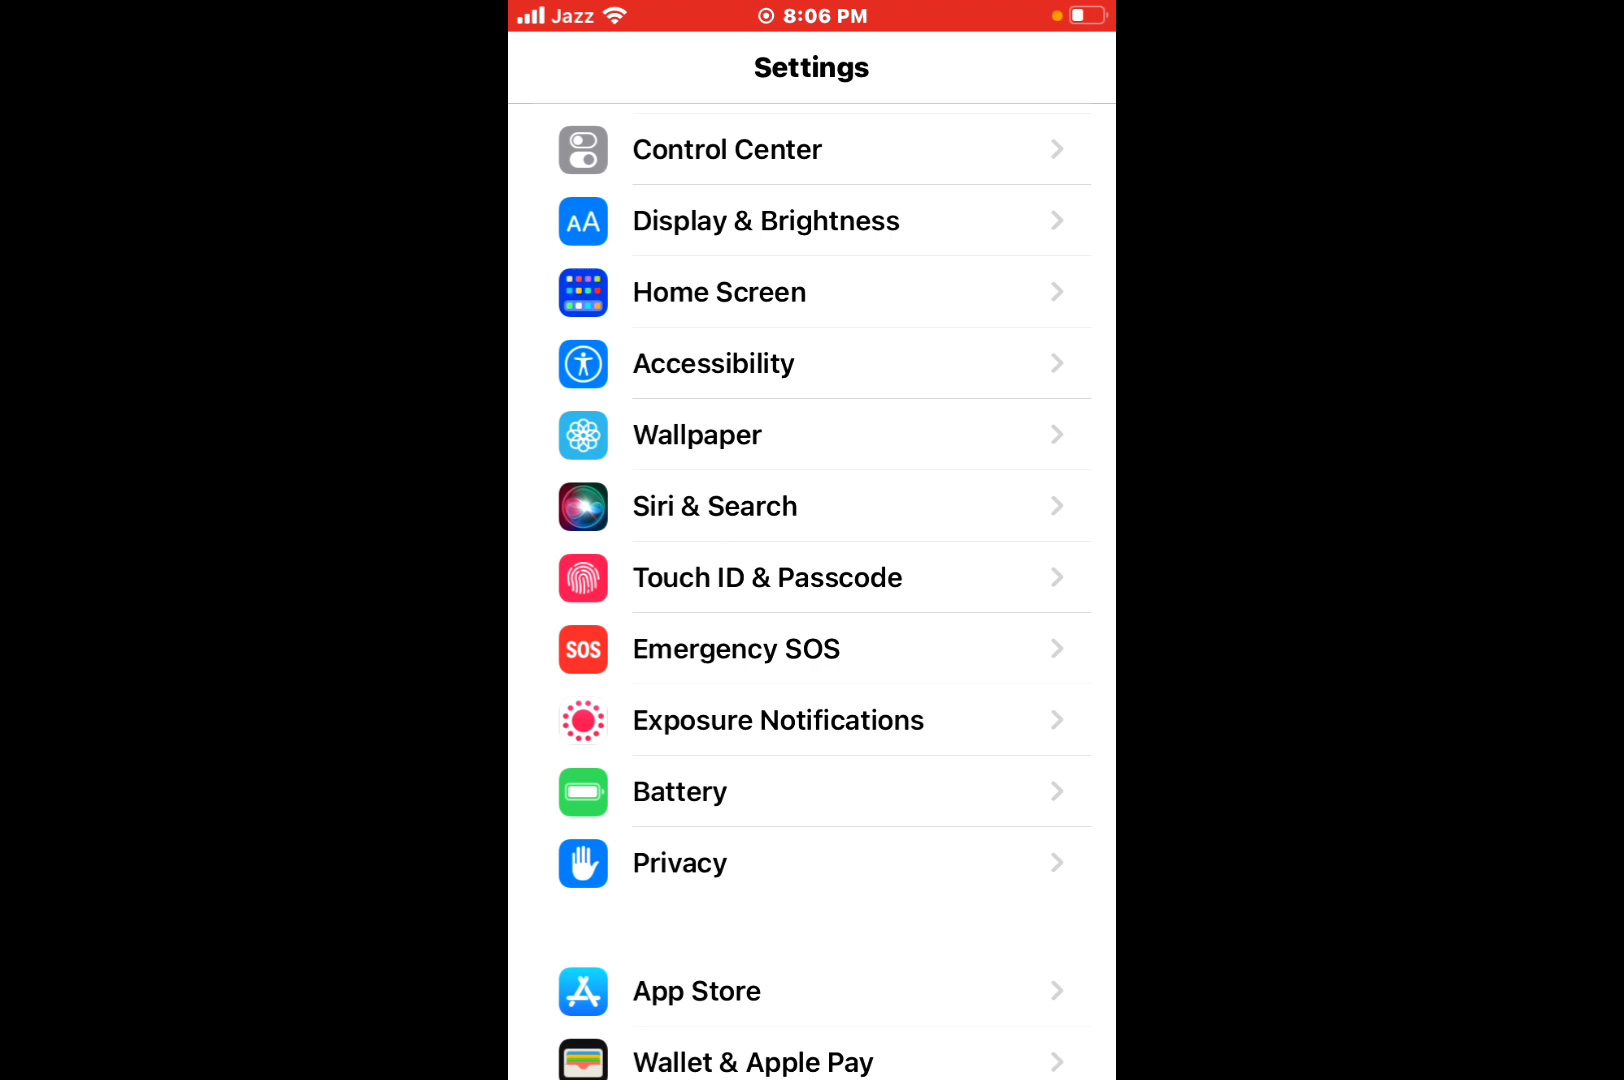 Jazz 8:06 PM
Settings
Control Center
AA Display & Brightness
Home Screen
Accessibility
Wallpaper
Siri & Search
Touch ID & Passcode
SOS Emergency SOS
Exposure Notifications
Battery
Privacy
App Store
Wallet & Apple Pay